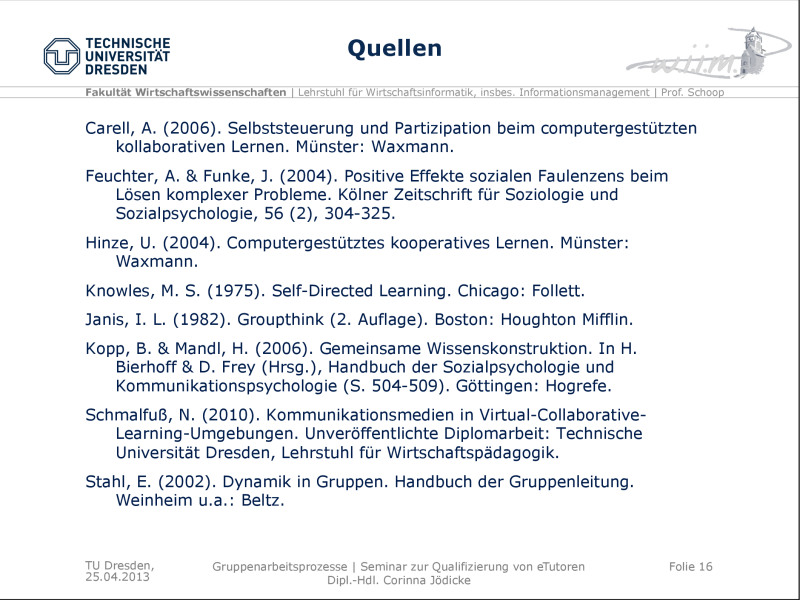 TECHNISCHE
UNIVERSITÄT
DRESDEN
Quellen
w.i.i.m.
Fakultät Wirtschaftswissenschaften | Lehrstuhl für Wirtschaftsinformatik, insbes. Informationsmanagement | Prof. Schoop
Carell, A. (2006). Selbststeuerung und Partizipation beim computergestützten
kollaborativen Lernen. Münster: Waxmann.
Feuchter, A. & Funke, J. (2004). Positive Effekte sozialen Faulenzens beim
Lösen komplexer Probleme. Kölner Zeitschrift für Soziologie und
Sozialpsychologie, 56 (2), 304-325.
Hinze, U. (2004). Computergestütztes kooperatives Lernen. Münster:
Waxmann.
Knowles, M. S. (1975). Self-Directed Learning. Chicago: Follett.
Janis, I. L. (1982). Groupthink (2. Auflage). Boston: Houghton Mifflin.
Kopp, B. & Mandl, H. (2006). Gemeinsame Wissenskonstruktion. In H.
Bierhoff & D. Frey (Hrsg.), Handbuch der Sozialpsychologie und
Kommunikationspsychologie (S. 504-509). Göttingen: Hogrefe.
Schmalfuß, N. (2010). Kommunikationsmedien in Virtual-Collaborative-
Learning-Umgebungen. Unveröffentlichte Diplomarbeit: Technische
Universität Dresden, Lehrstuhl für Wirtschaftspädagogik.
Stahl, E. (2002). Dynamik in Gruppen. Handbuch der Gruppenleitung.
Weinheim u.a.: Beltz.
TU Dresden,
25.04.2013
Gruppenarbeitsprozesse | Seminar zur Qualifizierung von eTutoren
Dipl.-Hdl. Corinna Jödicke
Folie 16